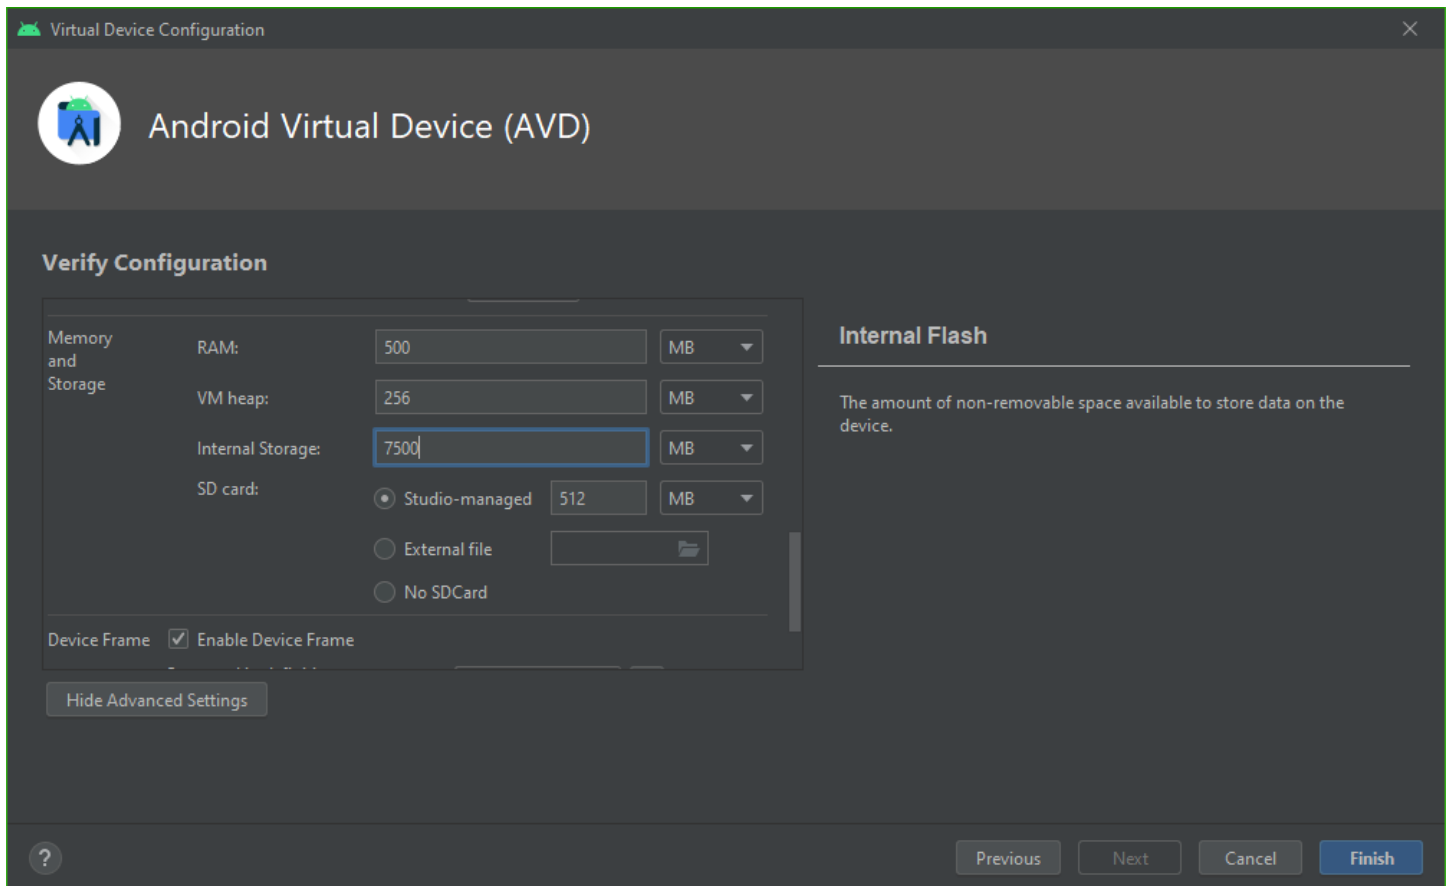 Virtual Device Configuration
Android Virtual Device (AVD)
Verify Configuration
Memory
and
Storage
RAM: 500 MB
VM heap: 256 MB
Internal Storage: 7500 MB
SD card: Studio-managed 512 MB
External file
No SDCard
Device Frame Enable Device Frame
Hide Advanced Settings
Internal Flash
The amount of non-removable space available to store data on the
device.
? Previous Next Cancel Finish